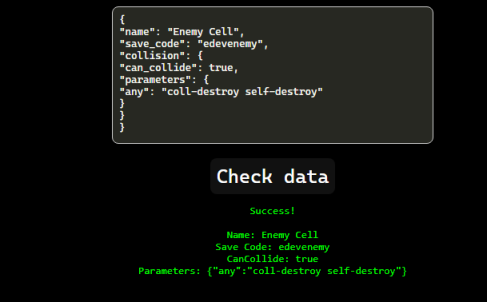 {
"name": "Enemy Cell",
"save_code": "edevenemy",
"collision": {
"can_collide": true,
"parameters": {
"any": "coll-destroy self-destroy"
}
}
}
Check data
Success!
Name: Enemy Cell
Save Code: edevenemy
CanCollide: true
Parameters: {"any":"coll-destroy self-destroy"}